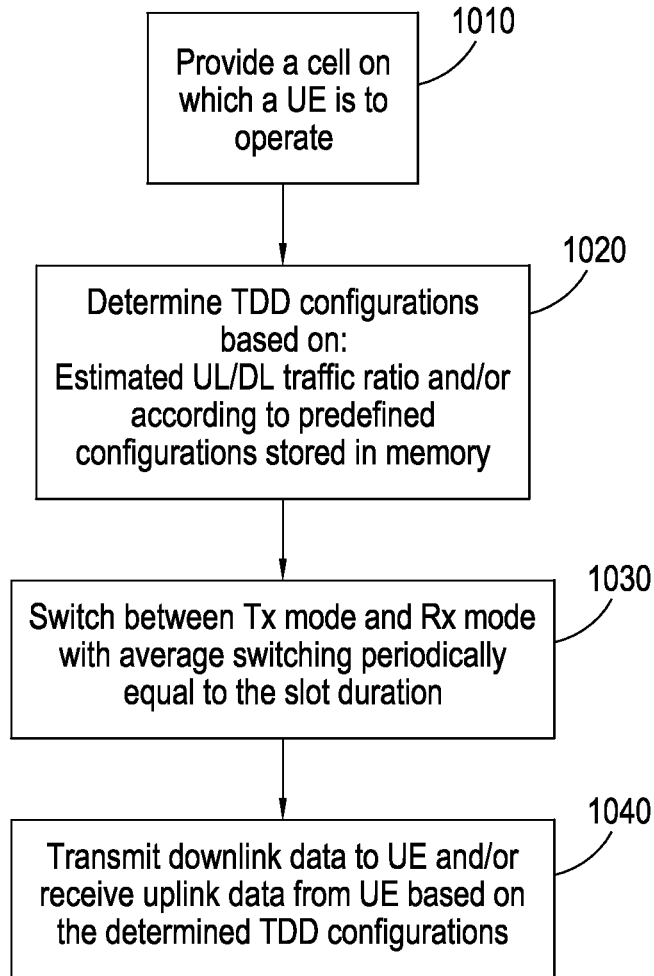 1010
Provide a cell on
which a UE is to
operate
1020
Determine TDD configurations
based on:
Estimated UL/DL traffic ratio and/or
according to predefined
configurations stored in memory
1030
Switch between Tx mode and Rx mode
with average switching periodically
equal to the slot duration
1040
Transmit downlink data to UE and/or
receive uplink data from UE based on
the determined TDD configurations